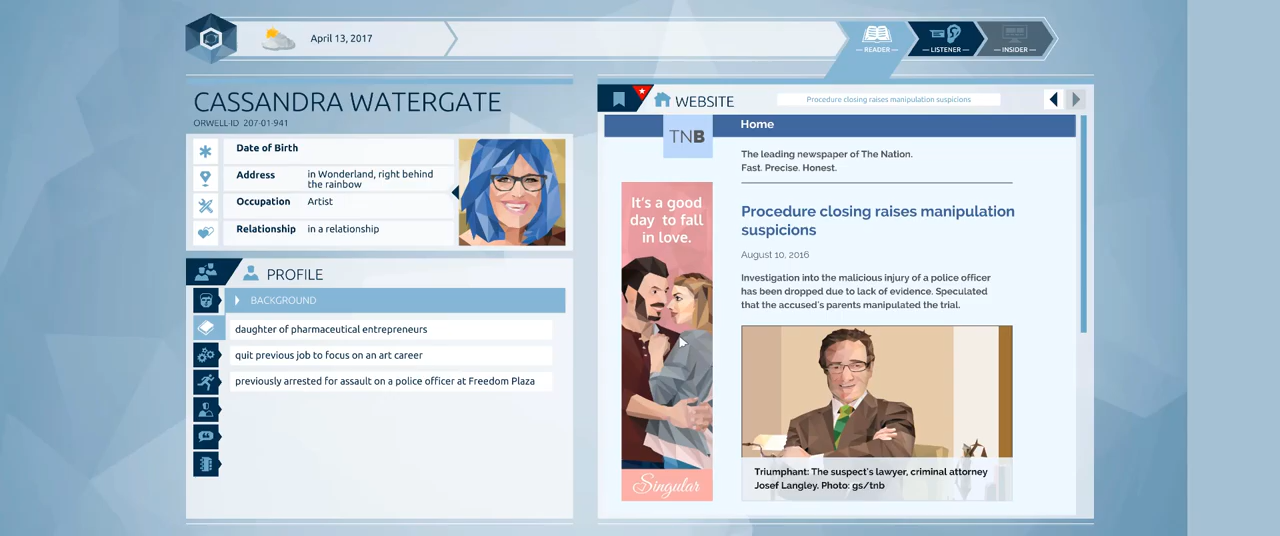 April 13, 2017
READER
LISTENER
INSIDER
CASSANDRA WATERGATE
ORWELL-ID 207-01-941
Date of Birth
Address in Wonderland, right behind
the rainbow
Occupation Artist
Relationship in a relationship
PROFILE
BACKGROUND
daughter of pharmaceutical entrepreneurs
quit previous job to focus on an art career
previously arrested for assault on a police officer at Freedom Plaza
WEBSITE
Procedure closing raises manipulation suspicions
TNB
Home
The leading newspaper of The Nation.
Fast. Precise. Honest.
It's a good
day to fall
in love.
Singular
Procedure closing raises manipulation
suspicions
August 10, 2016
Investigation into the malicious injury of a police officer
has been dropped due to lack of evidence. Speculated
that the accused's parents manipulated the trial.
Triumphant: The suspect's lawyer, criminal attorney
Josef Langley. Photo: gs/tnb